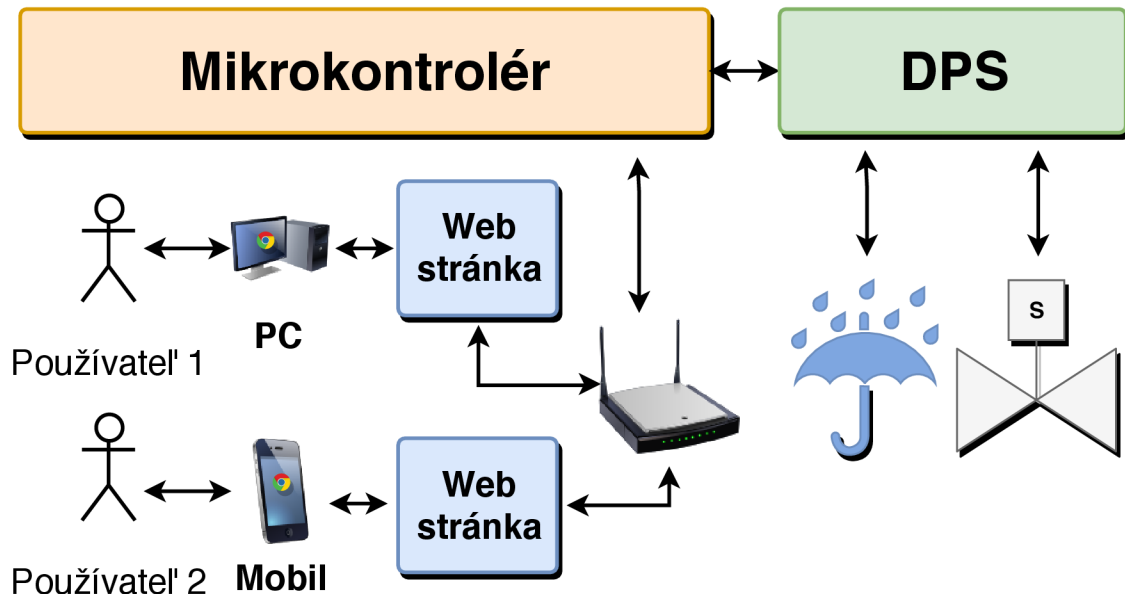 Mikrokontrolér
DPS
Web
stránka
PC
Používateľ 1
S
Web
stránka
Mobil
Používateľ 2